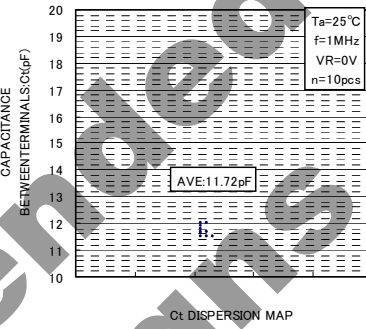 CAPACITANCE
BETWEENTERMINALS:Ct(pF)
20
19
18
17
16
15
14
13
12
11
10
Ta=25℃
f=1MHz
VR=0V
n=10pcs
AVE:11.72pF
Ct DISPERSION MAP